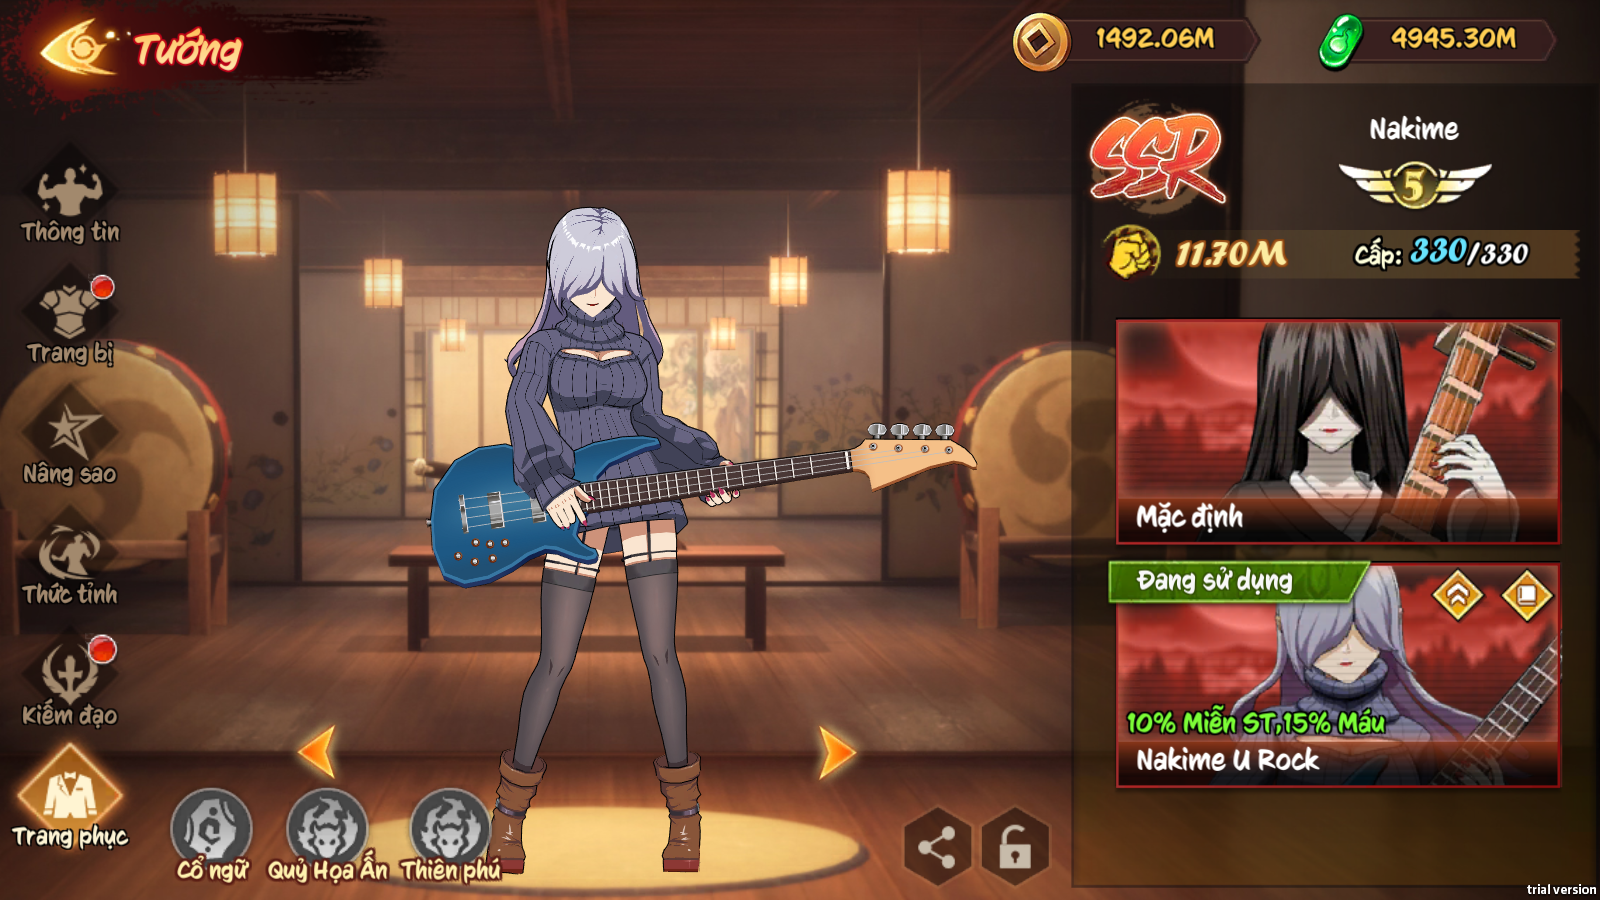 Tướng
1492.06M
4945.30M
SSR
Nakime
5
11.70M
Cấp: 330/330
Thông tin
Trang bị
Nâng sao
Thức tỉnh
Kiếm đạo
Trang phục
Mặc định
Đang sử dụng
10% Miễn ST,15% Máu
Nakime U Rock
Cổ ngữ
Quỷ Họa Ấn
Thiên phú
trial version